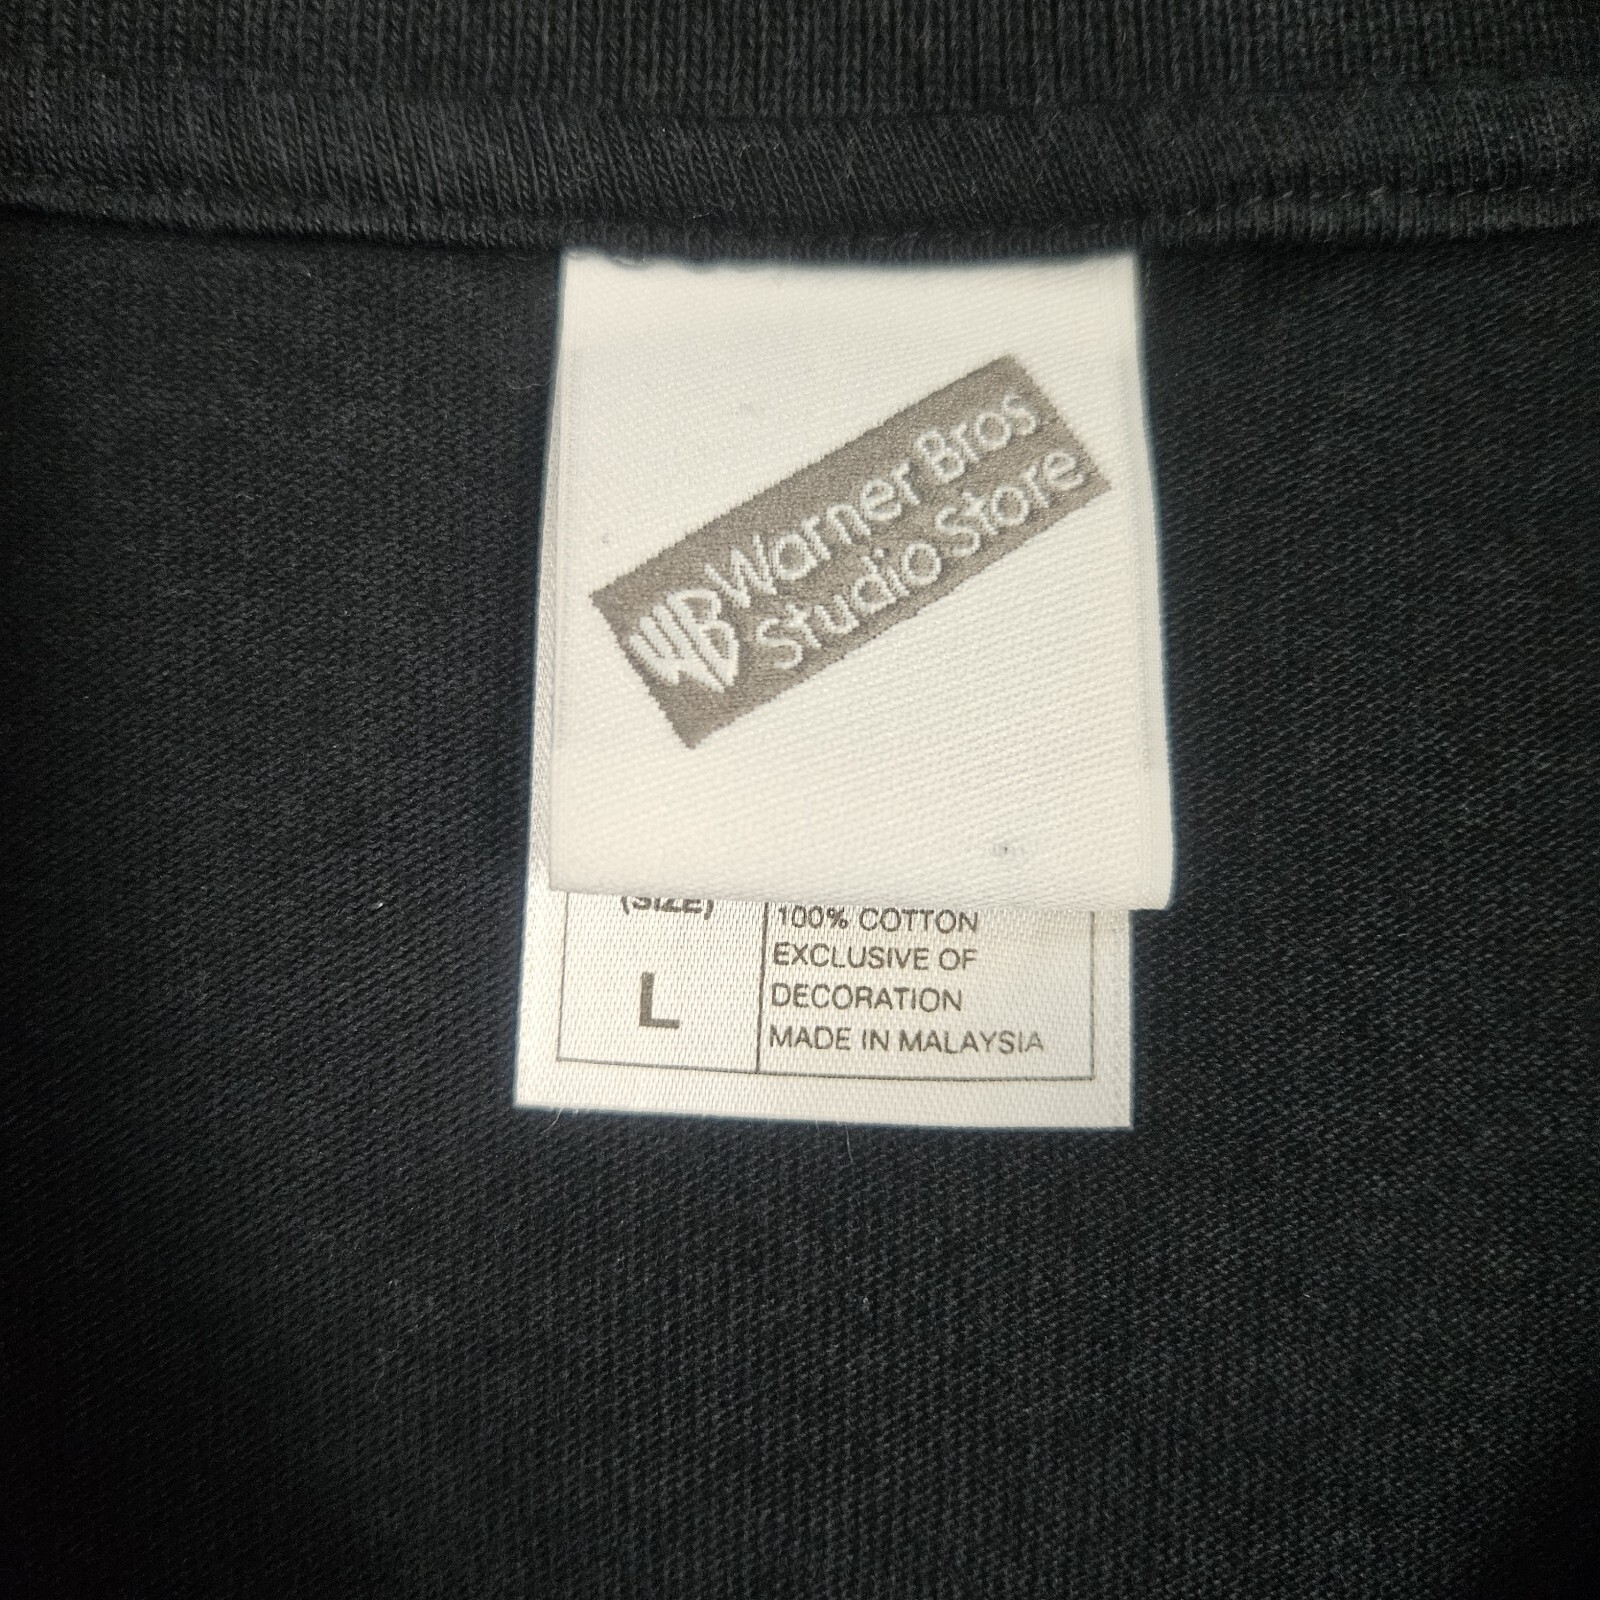 WB Warner Bros
Studio Store
(SIZE)
L
100% COTTON
EXCLUSIVE OF
DECORATION
MADE IN MALAYSIA